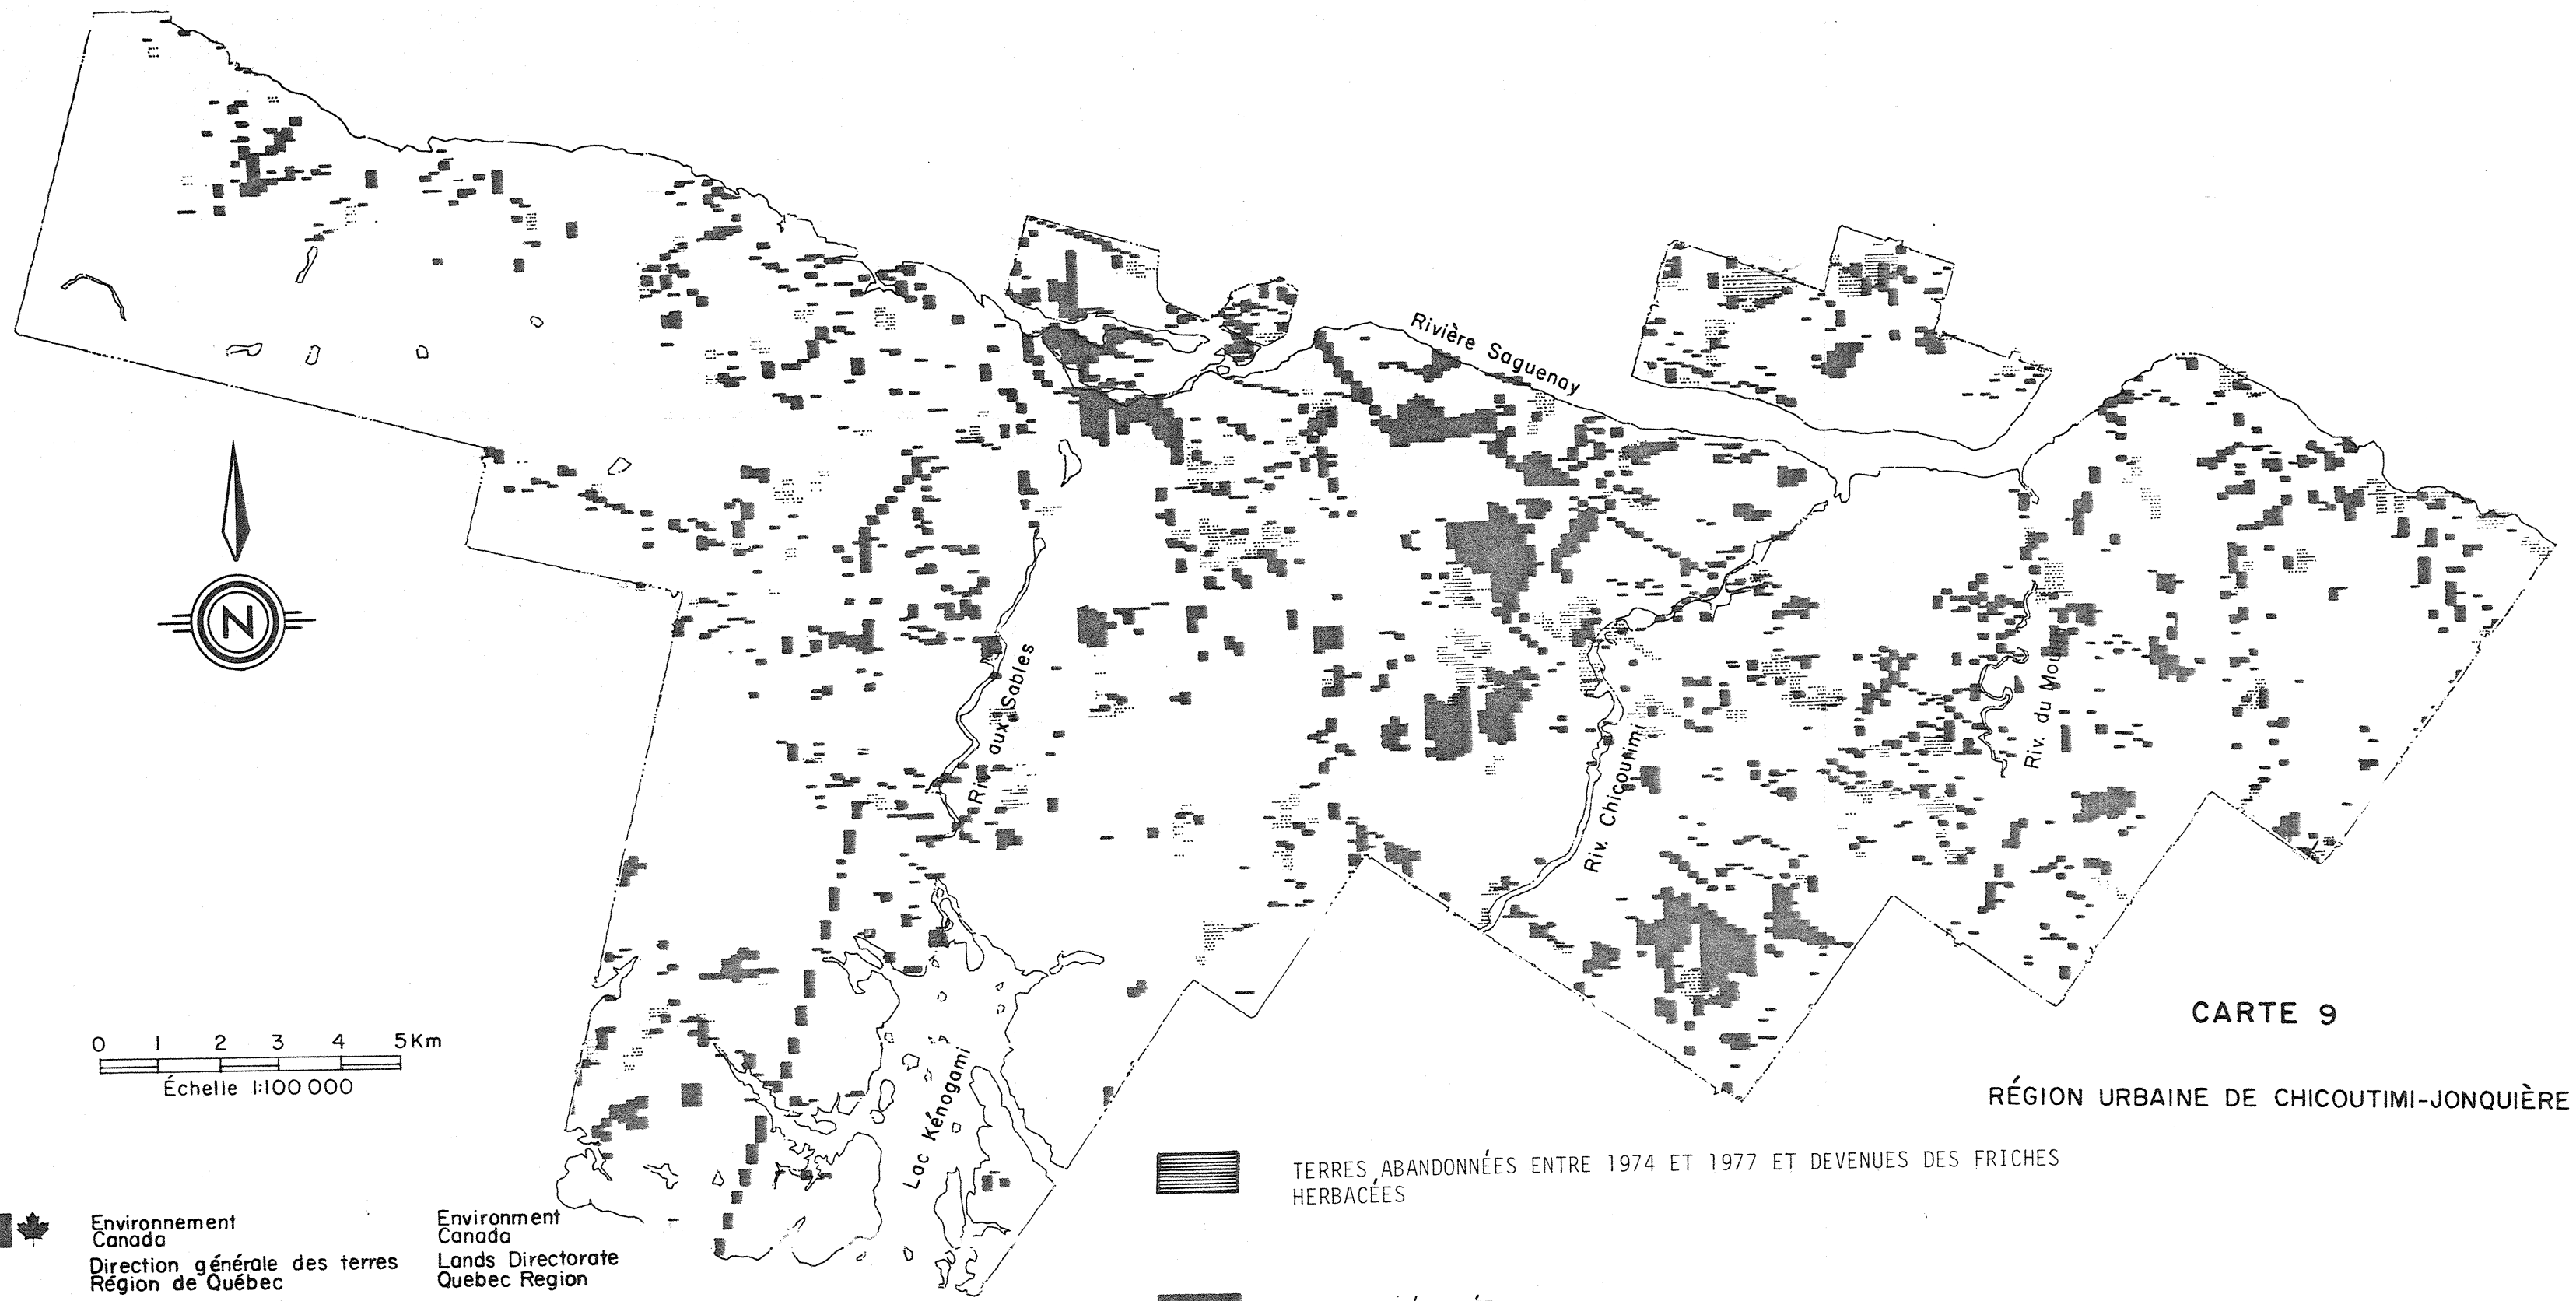 Rivière Saguenay
N
Riv. aux Sables
Riv. Chicoutimi
Riv. du Moulin
Lac Kénogami
0 1 2 3 4 5 Km
Échelle 1:100 000
CARTE 9
RÉGION URBAINE DE CHICOUTIMI-JONQUIÈRE
TERRES ABANDONNÉES ENTRE 1974 ET 1977 ET DEVENUES DES FRICHES
HERBACÉES
Environnement
Canada
Direction générale des terres
Région de Québec
Environment
Canada
Lands Directorate
Quebec Region